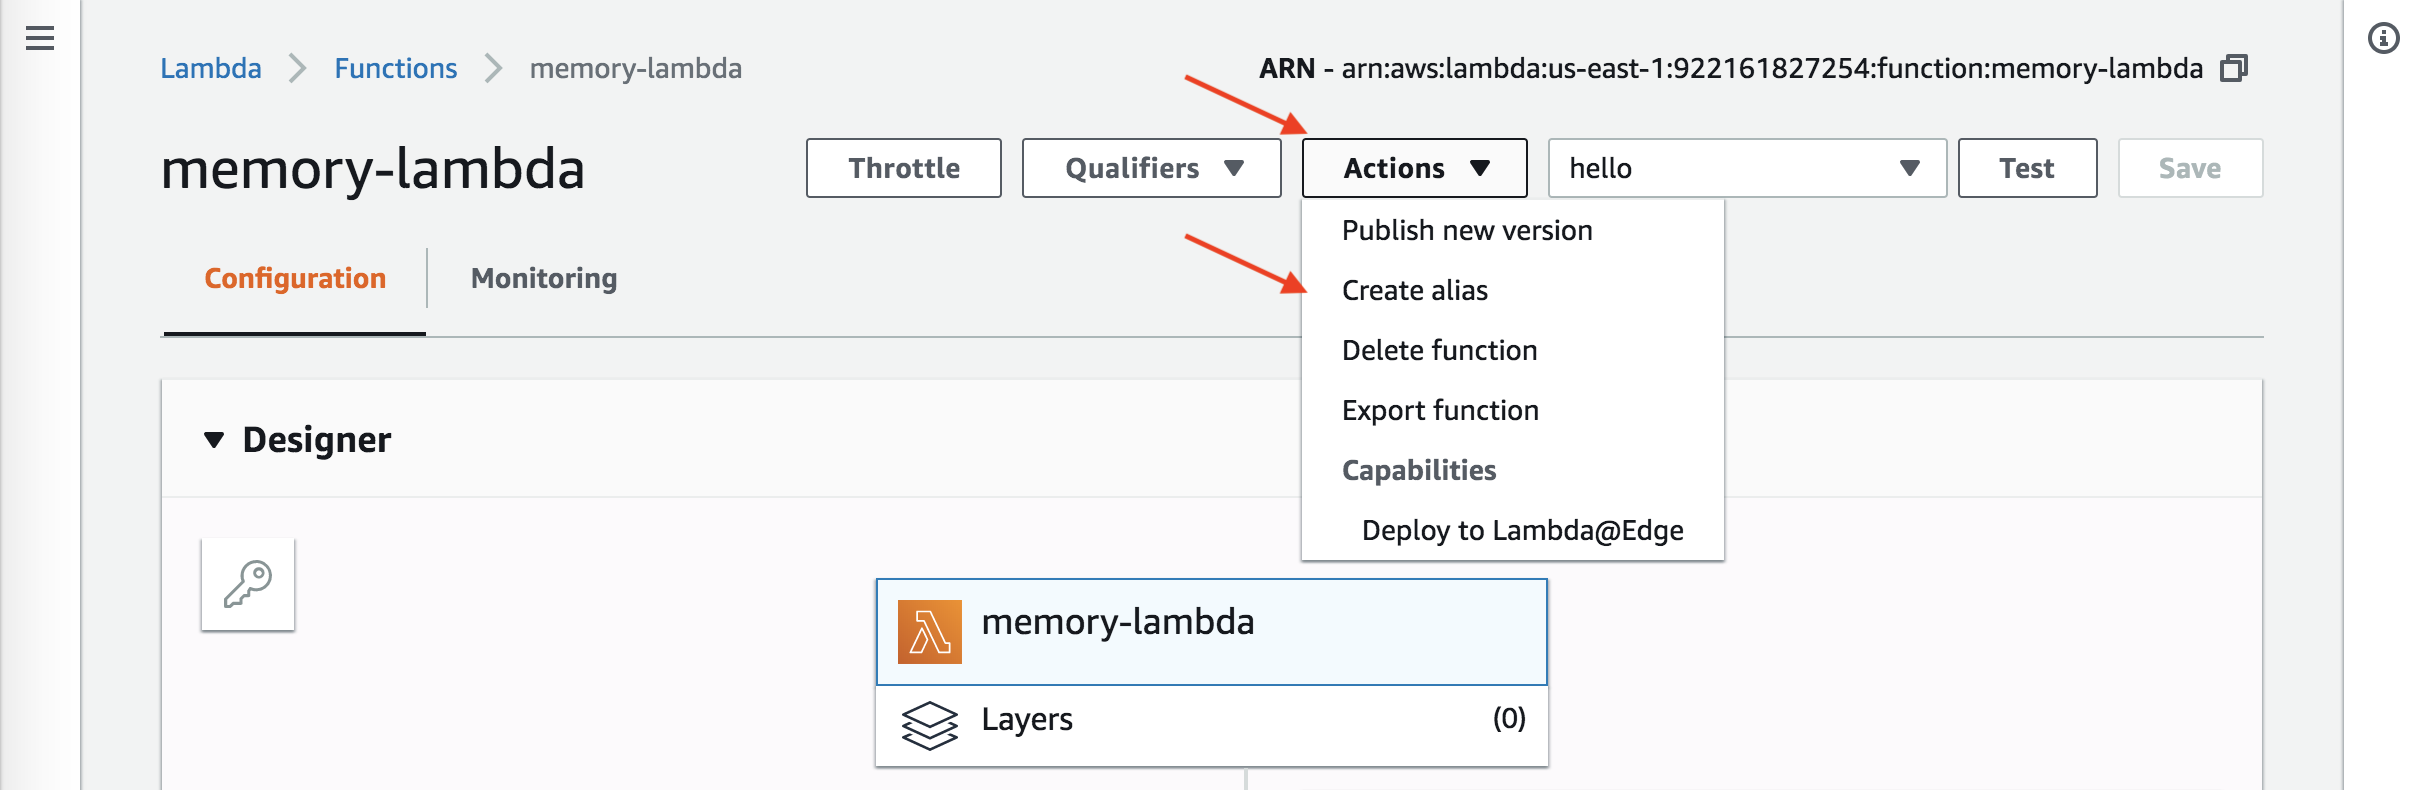 Lambda > Functions > memory-lambda
ARN - arn:aws:lambda:us-east-1:922161827254:function:memory-lambda
memory-lambda
Throttle
Qualifiers
Actions
hello
Test
Save
Publish new version
Create alias
Delete function
Export function
Capabilities
Deploy to Lambda@Edge
Configuration
Monitoring
Designer
memory-lambda
Layers (0)